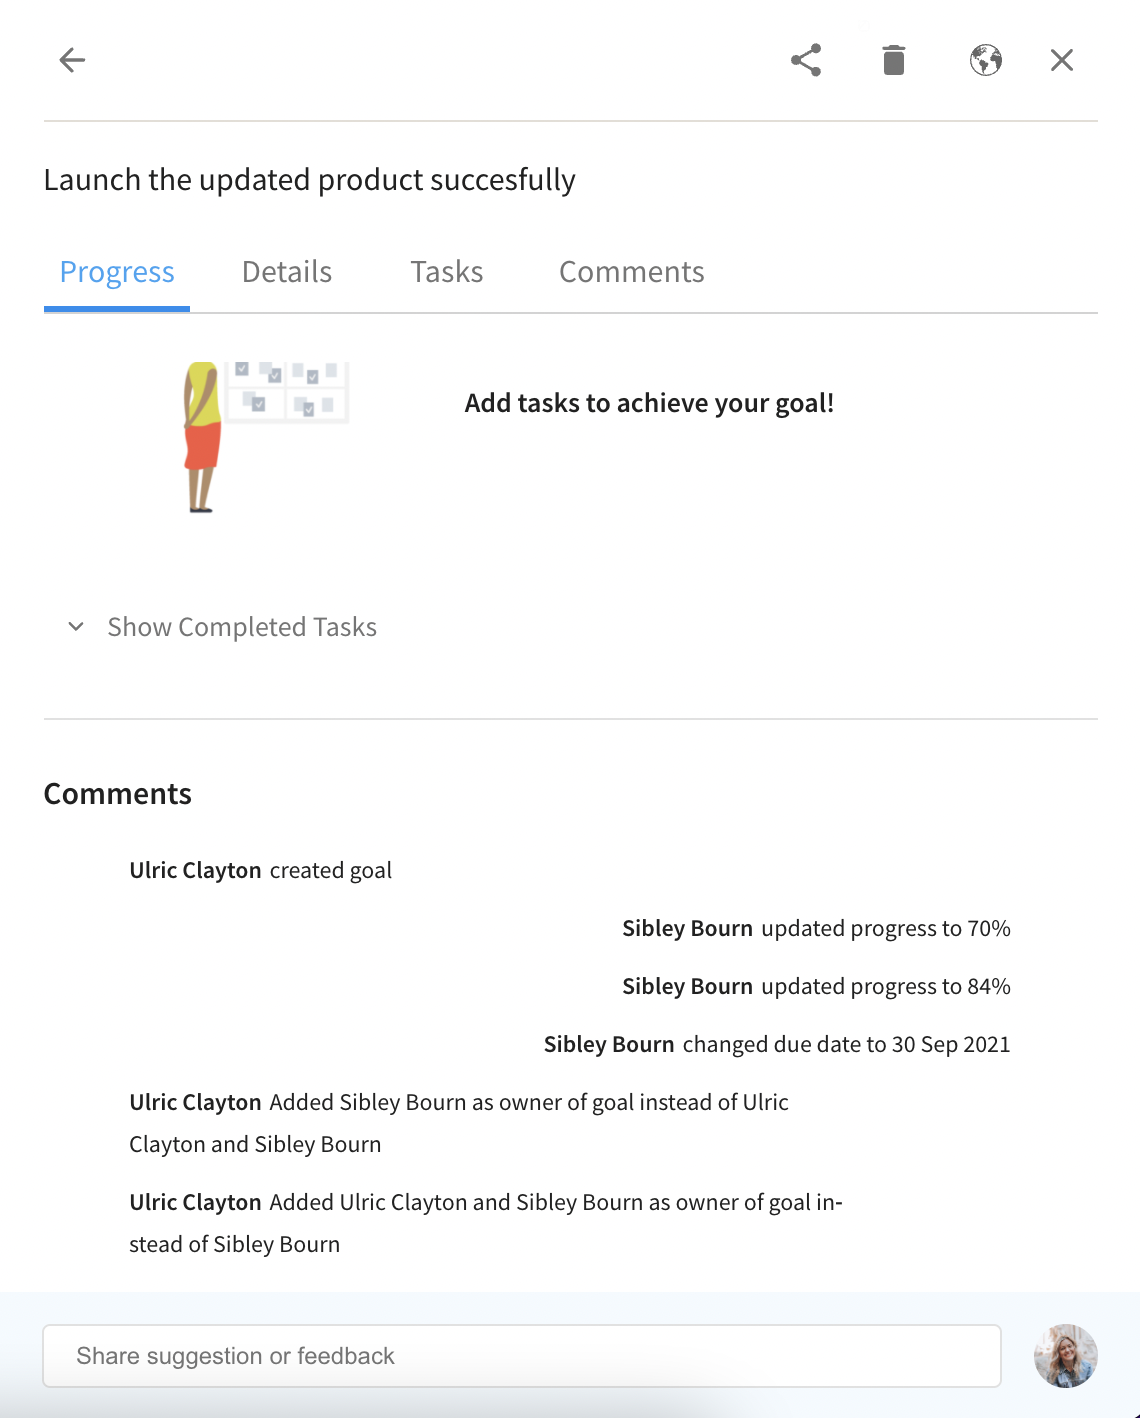 Launch the updated product succesfully
Progress Details Tasks Comments
Add tasks to achieve your goal!
Show Completed Tasks
Comments
Ulric Clayton created goal
Sibley Bourn updated progress to 70%
Sibley Bourn updated progress to 84%
Sibley Bourn changed due date to 30 Sep 2021
Ulric Clayton Added Sibley Bourn as owner of goal instead of Ulric
Clayton and Sibley Bourn
Ulric Clayton Added Ulric Clayton and Sibley Bourn as owner of goal in-
stead of Sibley Bourn
Share suggestion or feedback